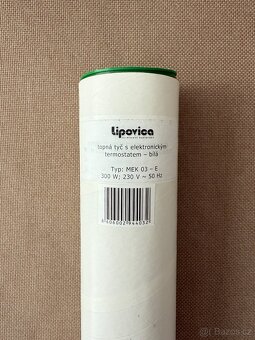 Lipovica
topná tyč s elektronickým
termostatem – bílá
Typ: MEK 03 – E
300 W; 230 V ~ 50 Hz
Bazos.cz